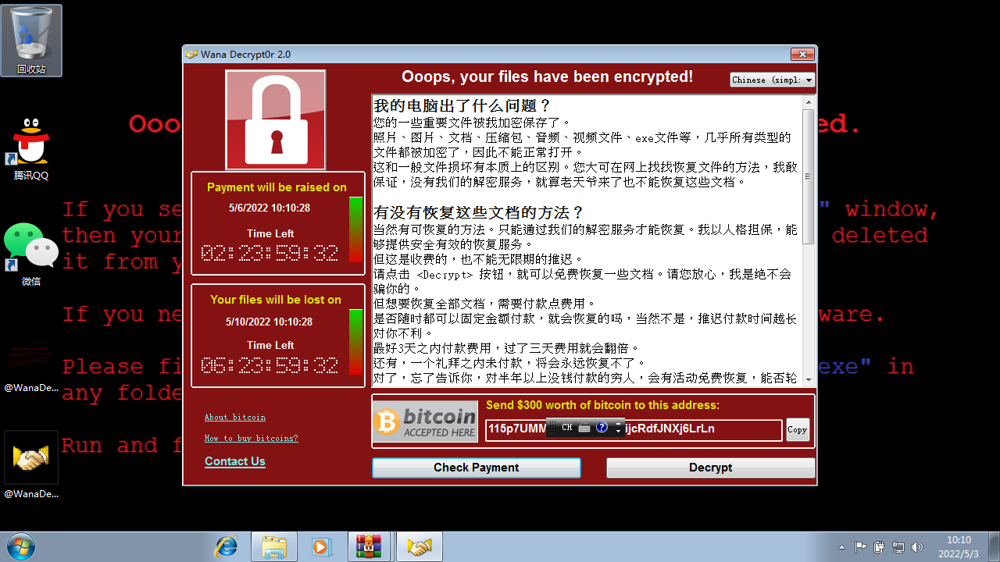 回收站
腾讯QQ
微信
@WanaDe...
@WanaDe...
Ooo
ed.
If you se
" window,
then your
deleted
it from y
If you ne
ware.
Please fi
exe" in
any folde
Run and f
Wana Decrypt0r 2.0
Ooops, your files have been encrypted!
Chinese (simpl:
Payment will be raised on
5/6/2022 10:10:28
Time Left
02:23:59:32
Your files will be lost on
5/10/2022 10:10:28
Time Left
06:23:59:32
About bitcoin
How to buy bitcoins?
Contact Us
我的电脑出了什么问题？
您的一些重要文件被我加密保存了。
照片、图片、文档、压缩包、音频、视频文件、exe文件等，几乎所有类型的
文件都被加密了，因此不能正常打开。
这和一般文件损坏有本质上的区别。您大可在网上找找恢复文件的方法，我敢
保证，没有我们的解密服务，就算老天爷来了也不能恢复这些文档。
有没有恢复这些文档的方法？
当然有可恢复的方法。只能通过我们的解密服务才能恢复。我以人格担保，能
够提供安全有效的恢复服务。
但这是收费的，也不能无限期的推迟。
请点击 <Decrypt> 按钮，就可以免费恢复一些文档。请您放心，我是绝不会
骗你的。
但想要恢复全部文档，需要付款点费用。
是否随时都可以固定金额付款，就会恢复的吗，当然不是，推迟付款时间越长
对你不利。
最好3天之内付款费用，过了三天费用就会翻倍。
还有，一个礼拜之内未付款，将会永远恢复不了。
对了，忘了告诉你，对半年以上没钱付款的穷人，会有活动免费恢复，能否轮
bitcoin
ACCEPTED HERE
Send $300 worth of bitcoin to this address:
115p7UMM
CH
ijcRdfJNXj6LrLn
Copy
Check Payment
Decrypt
10:10
2022/5/3